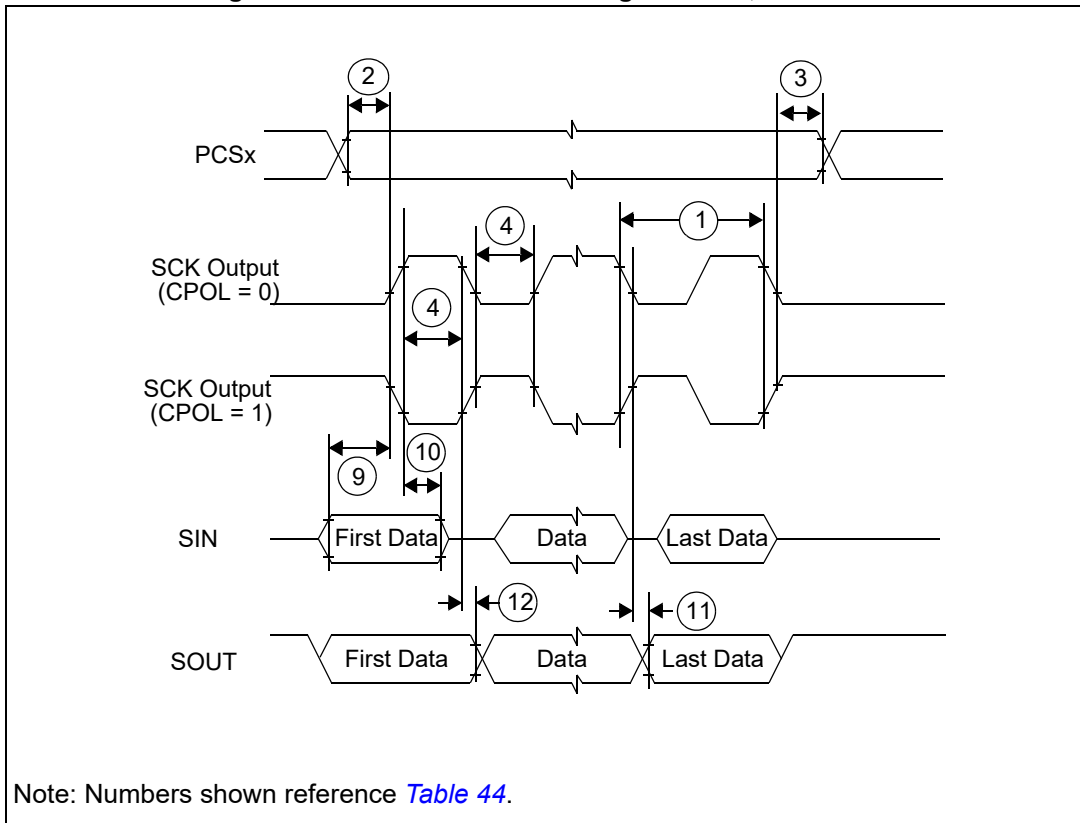 2
3
PCSx
4
1
SCK Output
(CPOL = 0)
4
SCK Output
(CPOL = 1)
10
9
SIN
First Data
Data
Last Data
12
11
SOUT
First Data
Data
Last Data
Note: Numbers shown reference Table 44.